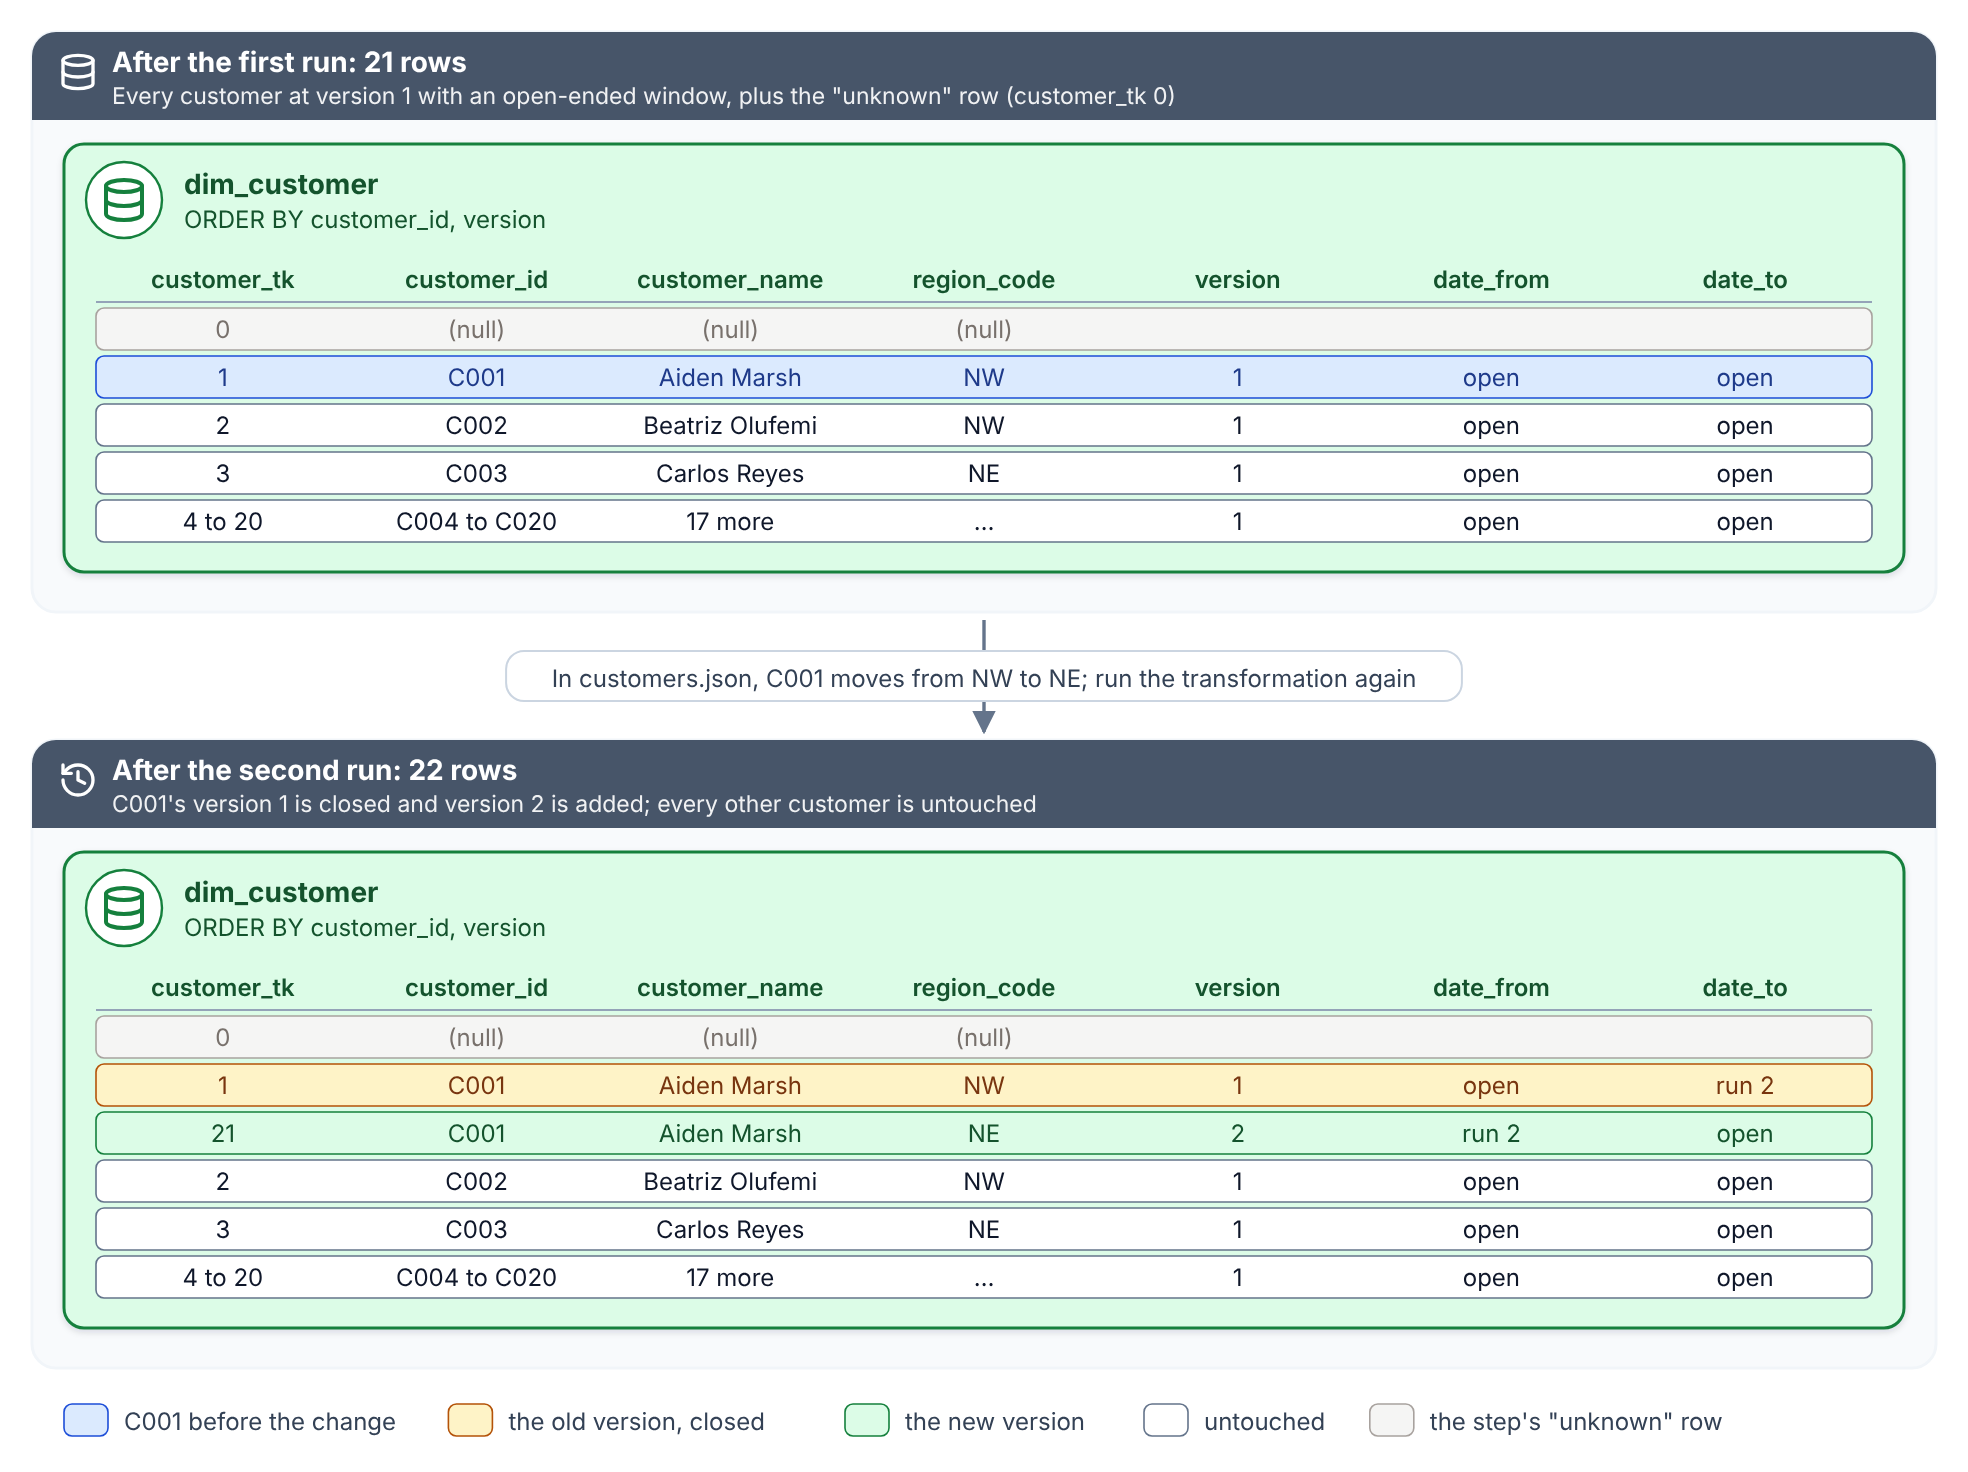 After the first run: 21 rows
Every customer at version 1 with an open-ended window, plus the "unknown" row (customer_tk 0)
dim_customer
ORDER BY customer_id, version
customer_tk customer_id customer_name region_code version date_from date_to
0 (null) (null) (null)
1 C001 Aiden Marsh NW 1 open open
2 C002 Beatriz Olufemi NW 1 open open
3 C003 Carlos Reyes NE 1 open open
4 to 20 C004 to C020 17 more ... 1 open open
In customers.json, C001 moves from NW to NE; run the transformation again
After the second run: 22 rows
C001's version 1 is closed and version 2 is added; every other customer is untouched
dim_customer
ORDER BY customer_id, version
customer_tk customer_id customer_name region_code version date_from date_to
0 (null) (null) (null)
1 C001 Aiden Marsh NW 1 open run 2
21 C001 Aiden Marsh NE 2 run 2 open
2 C002 Beatriz Olufemi NW 1 open open
3 C003 Carlos Reyes NE 1 open open
4 to 20 C004 to C020 17 more ... 1 open open
C001 before the change the old version, closed the new version untouched the step's "unknown" row